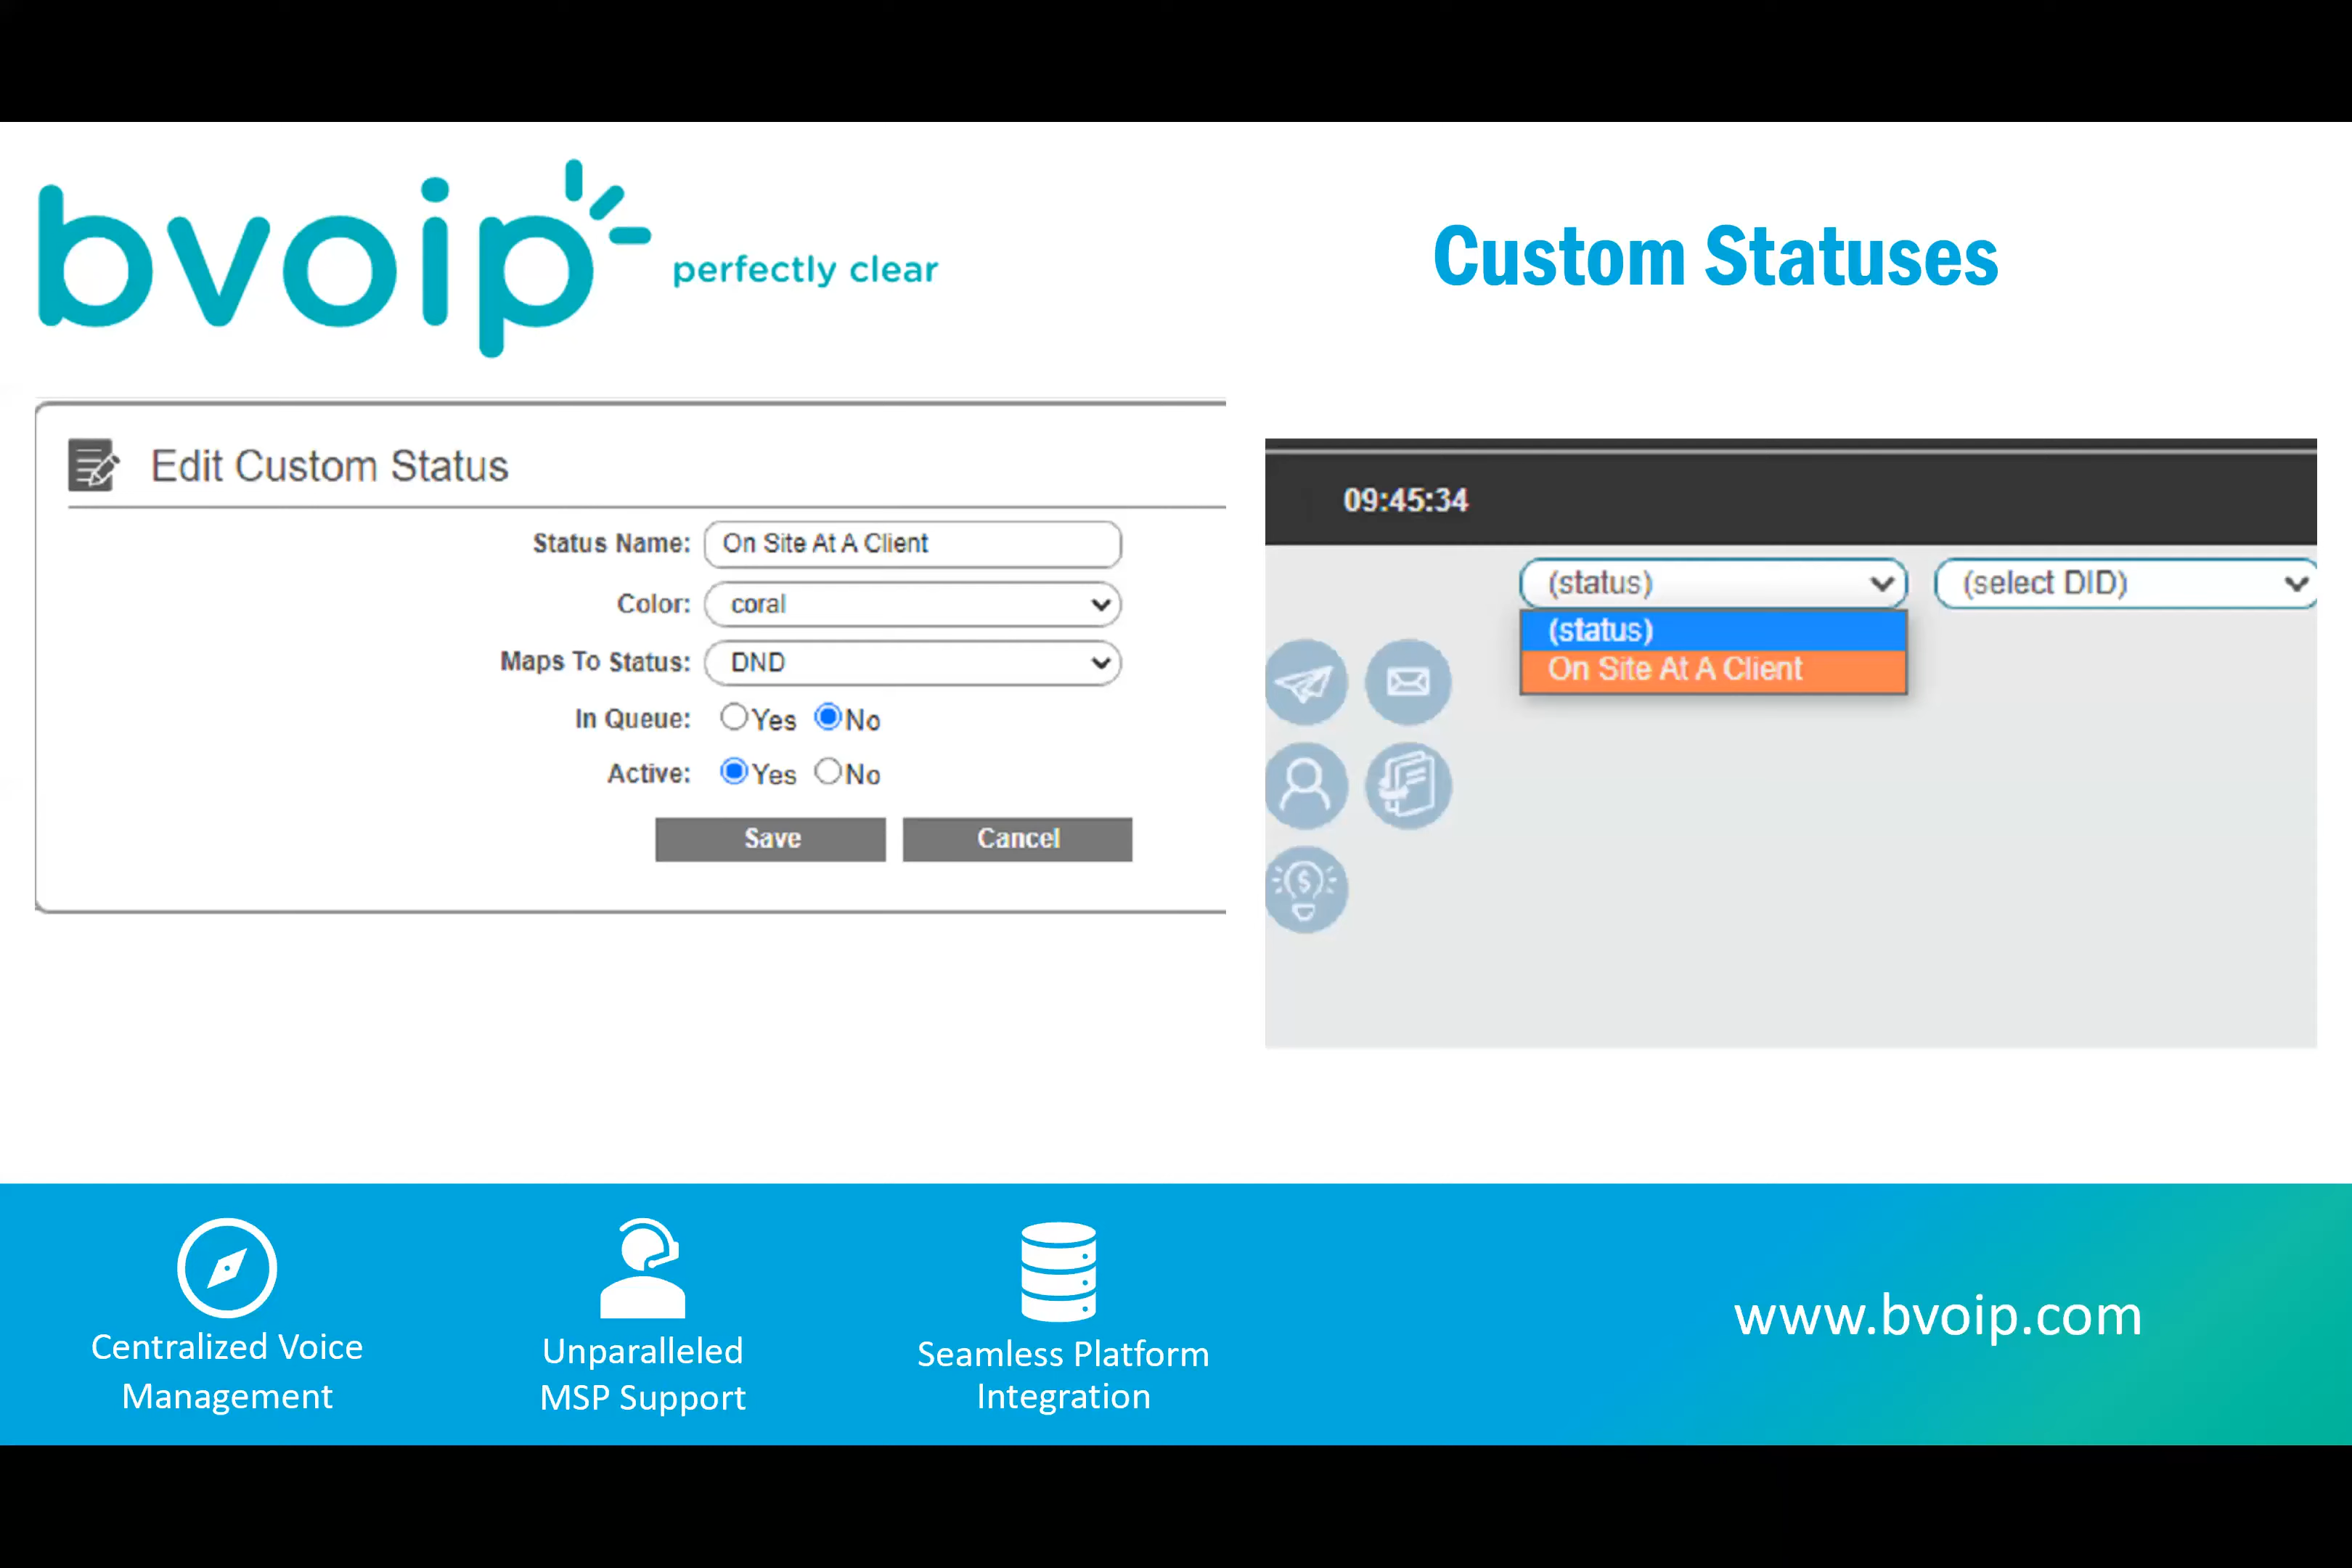 bvoip perfectly clear
Custom Statuses
Edit Custom Status
Status Name: On Site At A Client
Color: coral
Maps To Status: DND
In Queue: Yes No
Active: Yes No
Save Cancel
09:45:34
(status) (select DID)
(status)
On Site At A Client
Centralized Voice
Management
Unparalleled
MSP Support
Seamless Platform
Integration
www.bvoip.com